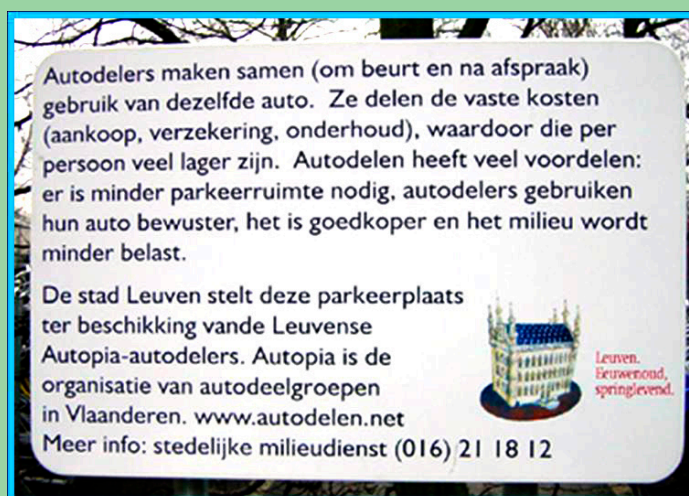 Autodelers maken samen (om beurt en na afspraak)
gebruik van dezelfde auto. Ze delen de vaste kosten
(aankoop, verzekering, onderhoud), waardoor die per
persoon veel lager zijn. Autodelen heeft veel voordelen:
er is minder parkeerruimte nodig, autodelers gebruiken
hun auto bewuster, het is goedkoper en het milieu wordt
minder belast.
De stad Leuven stelt deze parkeerplaats
ter beschikking vande Leuvense
Autopia-autodelers. Autopia is de
organisatie van autodeelgroepen
in Vlaanderen. www.autodelen.net
Meer info: stedelijke milieudienst (016) 21 18 12
Leuven.
Eeuwenoud,
springlevend.